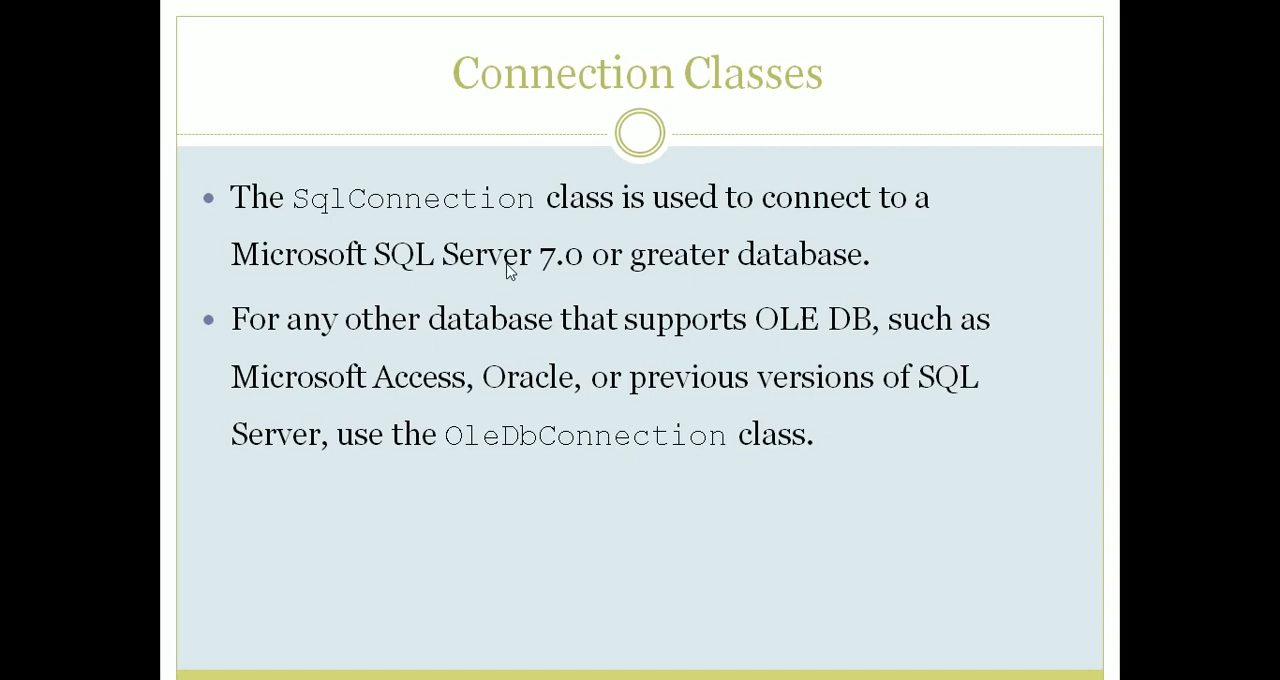 Connection Classes
• The SqlConnection class is used to connect to a
Microsoft SQL Server 7.0 or greater database.
• For any other database that supports OLE DB, such as
Microsoft Access, Oracle, or previous versions of SQL
Server, use the OleDbConnection class.